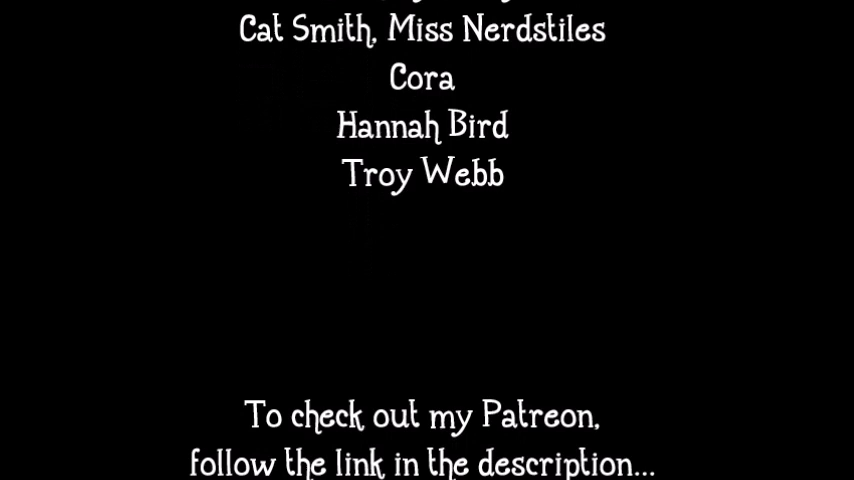 Cat Smith, Miss Nerdstiles
Cora
Hannah Bird
Troy Webb
To check out my Patreon,
follow the link in the description...